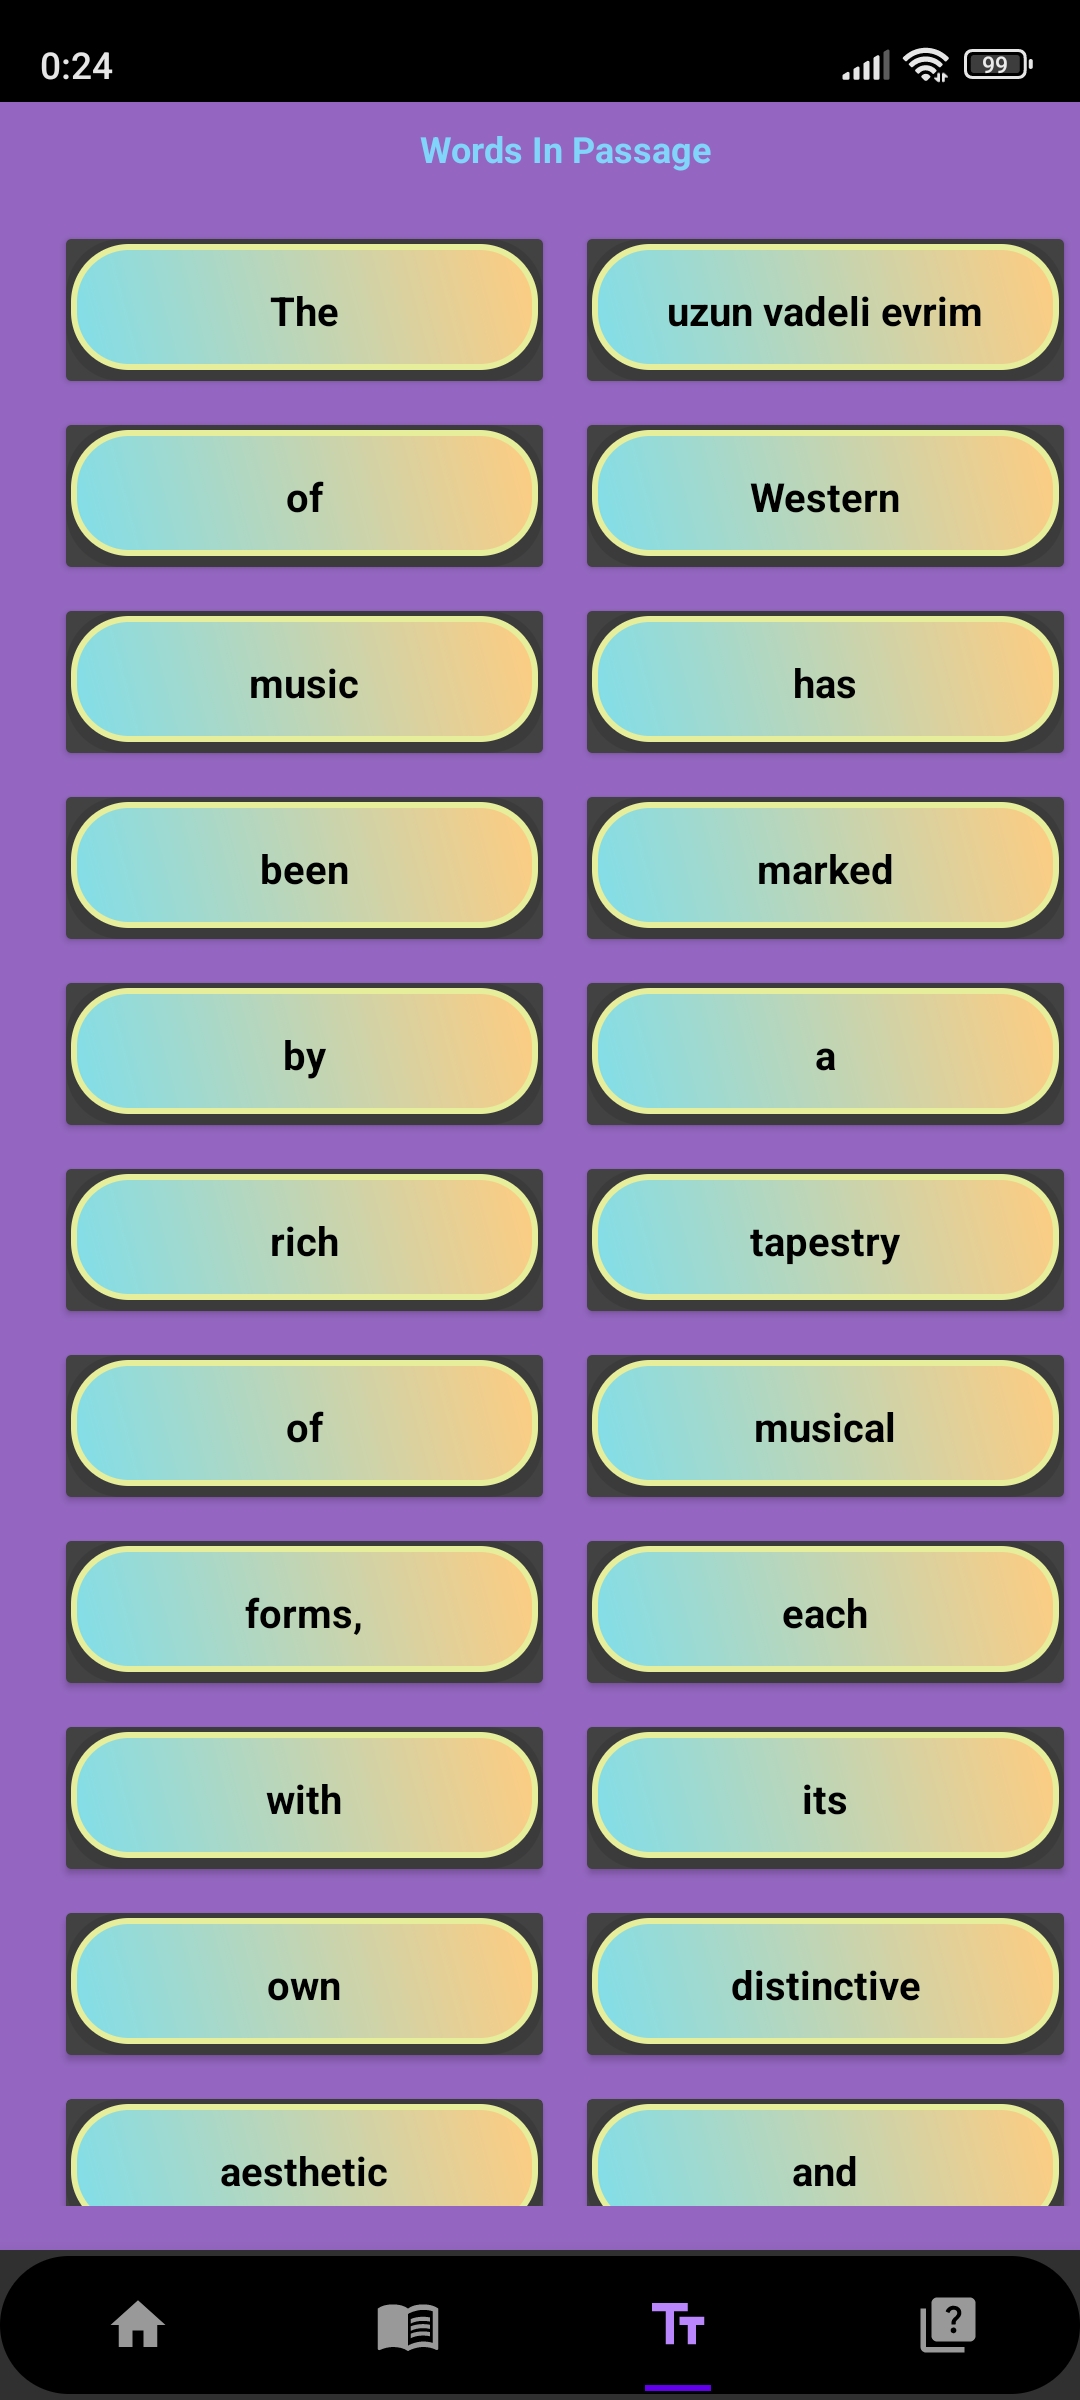 0:24
99
Words In Passage
The
uzun vadeli evrim
of
Western
music
has
been
marked
by
a
rich
tapestry
of
musical
forms,
each
with
its
own
distinctive
aesthetic
and
TT
?